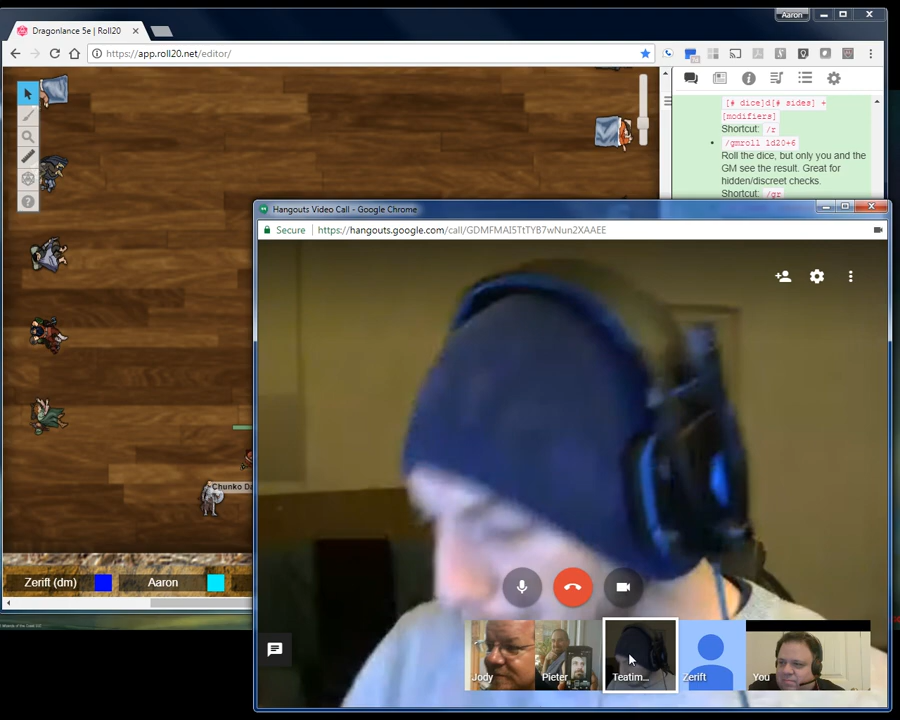 Aaron
Dragonlance 5e | Roll20
https://app.roll20.net/editor/
[# dice]d[# sides] +
[modifiers]
Shortcut: /r
/gmroll 1d20+6
Roll the dice, but only you and the
GM see the result. Great for
hidden/discreet checks.
Shortcut: /gr
Hangouts Video Call - Google Chrome
Secure
https://hangouts.google.com/call/GDMFMAI5TtTYB7wNun2XAAEE
Chunko Da
Zerift (dm)
Aaron
Jody
Pieter
Teatim...
Zerift
You